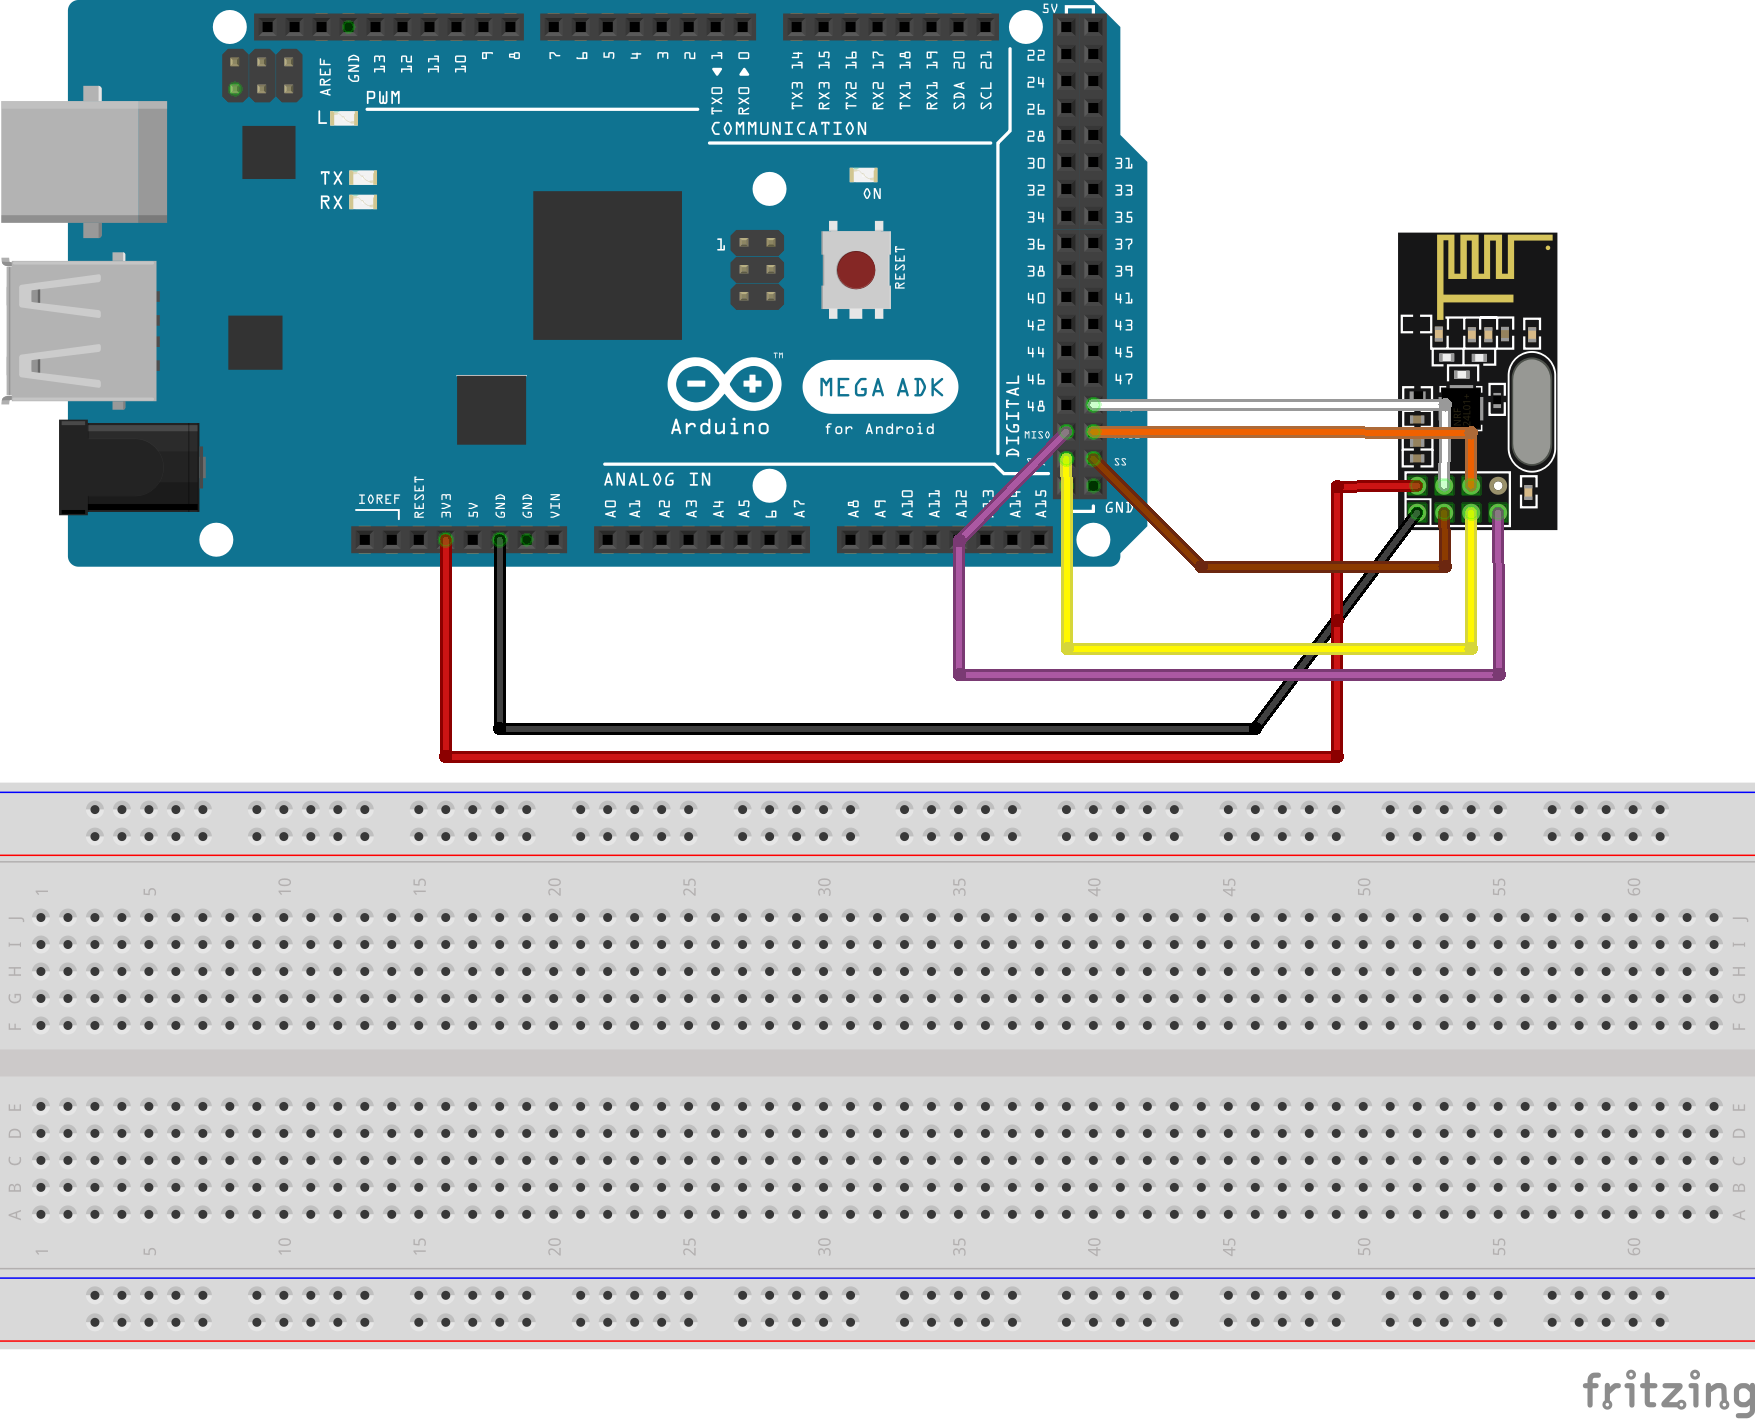 5V
AREF
GND
13
12
11
10
9
8
7
6
5
4
3
2
TX0 1
RX0 0
TX3 14
RX3 15
TX2 16
RX2 17
TX1 18
RX1 19
SDA 20
SCL 21
PWM
L
COMMUNICATION
TX
RX
ON
1
RESET
22
24
26
28
30 31
32 33
34 35
36 37
38 39
40 41
42 43
44 45
46 47
48
MISO
SS
GND
DIGITAL
TM
Arduino
MEGA ADK
for Android
ANALOG IN
IOREF
RESET
3V3
5V
GND
GND
VIN
A0
A1
A2
A3
A4
A5
6
A7
A8
A9
A10
A11
A12
A14
A15
1 5 10 15 20 25 30 35 40 45 50 55 60
J J
I I
H H
G G
F F
E E
D D
C C
B B
A A
1 5 10 15 20 25 30 35 40 45 50 55 60
fritzing